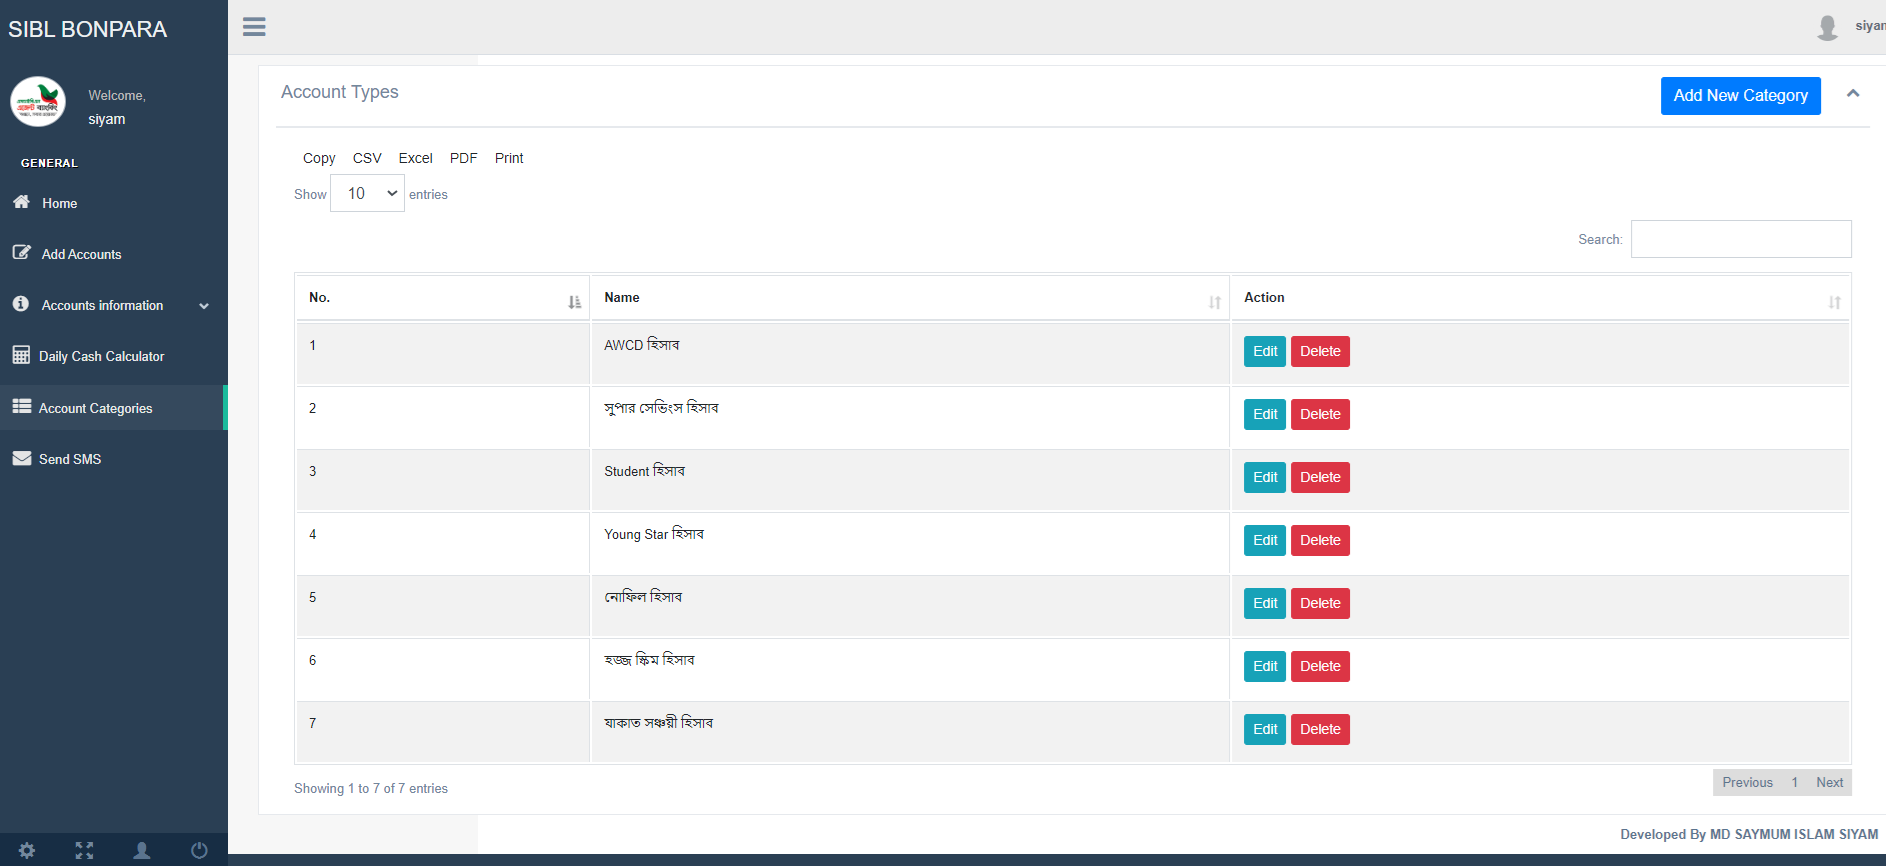 SIBL BONPARA
siyam
Welcome,
siyam
GENERAL
Home
Add Accounts
Accounts information
Daily Cash Calculator
Account Categories
Send SMS
Account Types
Add New Category
Copy CSV Excel PDF Print
Show 10 entries
Search:
No. Name Action
1 AWCD হিসাব Edit Delete
2 সুপার সেভিংস হিসাব Edit Delete
3 Student হিসাব Edit Delete
4 Young Star হিসাব Edit Delete
5 নোফিল হিসাব Edit Delete
6 হজ্জ স্কিম হিসাব Edit Delete
7 যাকাত সঞ্চয়ী হিসাব Edit Delete
Showing 1 to 7 of 7 entries
Previous 1 Next
Developed By MD SAYMUM ISLAM SIYAM